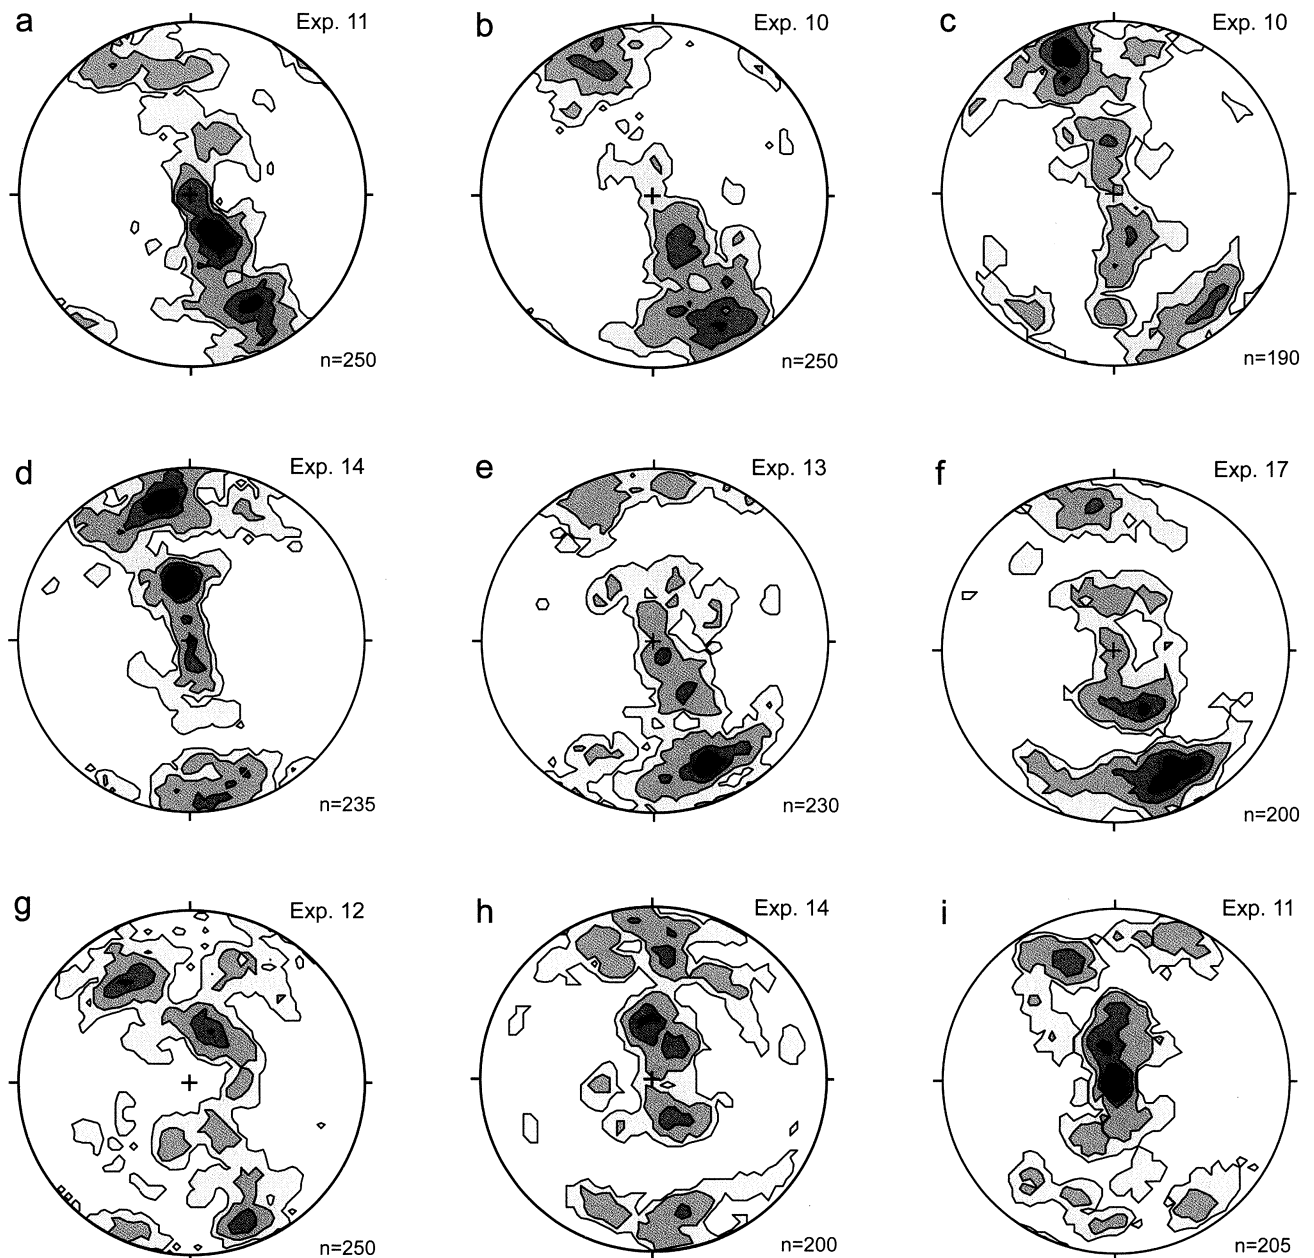 a Exp. 11 b Exp. 10 c Exp. 10
n=250 n=250 n=190
d Exp. 14 e Exp. 13 f Exp. 17
n=235 n=230 n=200
g Exp. 12 h Exp. 14 i Exp. 11
n=250 n=200 n=205